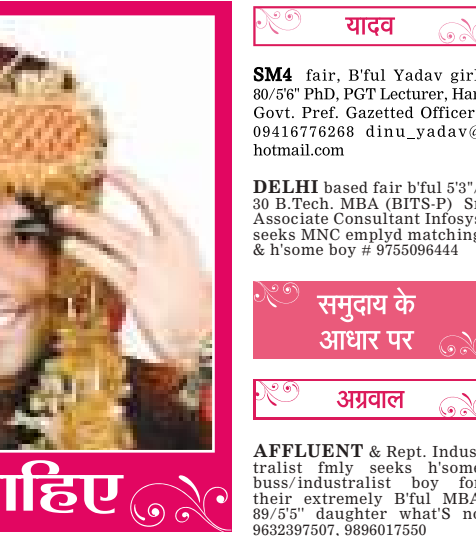 यादव
SM4 fair, B'ful Yadav girl
80/5'6" PhD, PGT Lecturer, Har
Govt. Pref. Gazetted Officer.
09416776268 dinu_yadav@
hotmail.com
DELHI based fair b'ful 5'3"/
30 B.Tech. MBA (BITS-P) Sr
Associate Consultant Infosys
seeks MNC emplyd matching
& h'some boy # 9755096444
समुदाय के
आधार पर
अग्रवाल
AFFLUENT & Rept. Indus-
tralist fmly seeks h'some
buss/industralist boy for
their extremely B'ful MBA
89/5'5" daughter what'S no
9632397507, 9896017550